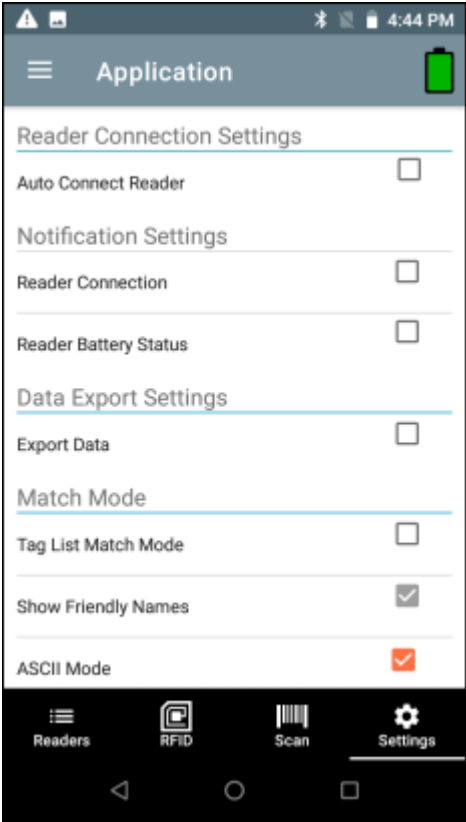 4:44 PM
Application
Reader Connection Settings
Auto Connect Reader
Notification Settings
Reader Connection
Reader Battery Status
Data Export Settings
Export Data
Match Mode
Tag List Match Mode
Show Friendly Names
ASCII Mode
Readers RFID Scan Settings